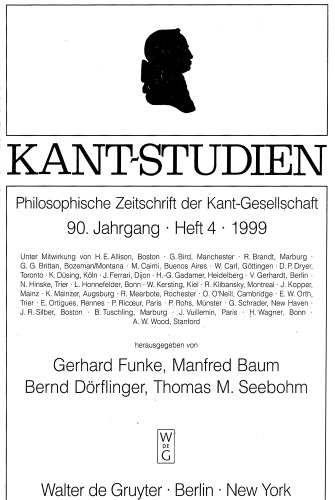 KANT-STUDIEN
Philosophische Zeitschrift der Kant-Gesellschaft
90. Jahrgang · Heft 4 · 1999
Unter Mitwirkung von H. E. Allison, Boston · G. Bird, Manchester · R. Brandt, Marburg ·
G. G. Brittan, Bozeman/Montana · M. Caimi, Buenos Aires · W. Carl, Göttingen · D. P. Dryer,
Toronto · K. Düsing, Köln · J. Ferrari, Dijon · H.-G. Gadamer, Heidelberg · V. Gerhardt, Berlin ·
N. Hinske, Trier · L. Honnefelder, Bonn · W. Kersting, Kiel · R. Klibansky, Montreal · J. Kopper,
Mainz · K. Mainzer, Augsburg · R. Meerbote, Rochester · O. O'Neill, Cambridge · E. W. Orth,
Trier · E. Ortigues, Rennes · P. Ricoeur, Paris · P. Rohs, Münster · G. Schrader, New Haven ·
J. R. Silber, Boston · B. Tuschling, Marburg · J. Vuillemin, Paris · H. Wagner, Bonn ·
A. W. Wood, Stanford
herausgegeben von
Gerhard Funke, Manfred Baum
Bernd Dörflinger, Thomas M. Seebohm
W
DE
G
Walter de Gruyter · Berlin · New York